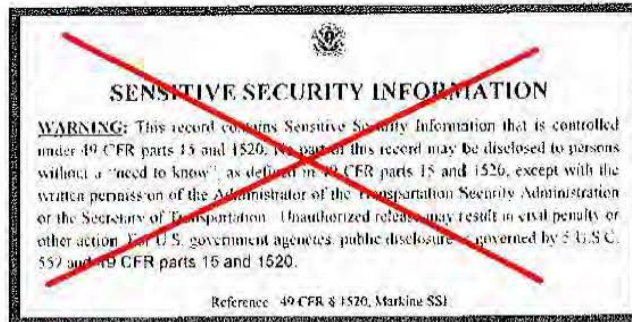 SENSITIVE SECURITY INFORMATION
WARNING: This record contains Sensitive Security Information that is controlled
under 49 CFR parts 15 and 1520. No part of this record may be disclosed to persons
without a "need to know", as defined in 49 CFR parts 15 and 1520, except with the
written permission of the Administrator of the Transportation Security Administration
or the Secretary of Transportation. Unauthorized release may result in civil penalty or
other action. For U.S. government agencies, public disclosure is governed by 5 U.S.C.
552 and 49 CFR parts 15 and 1520.
Reference 49 CFR § 1520, Marking SSI